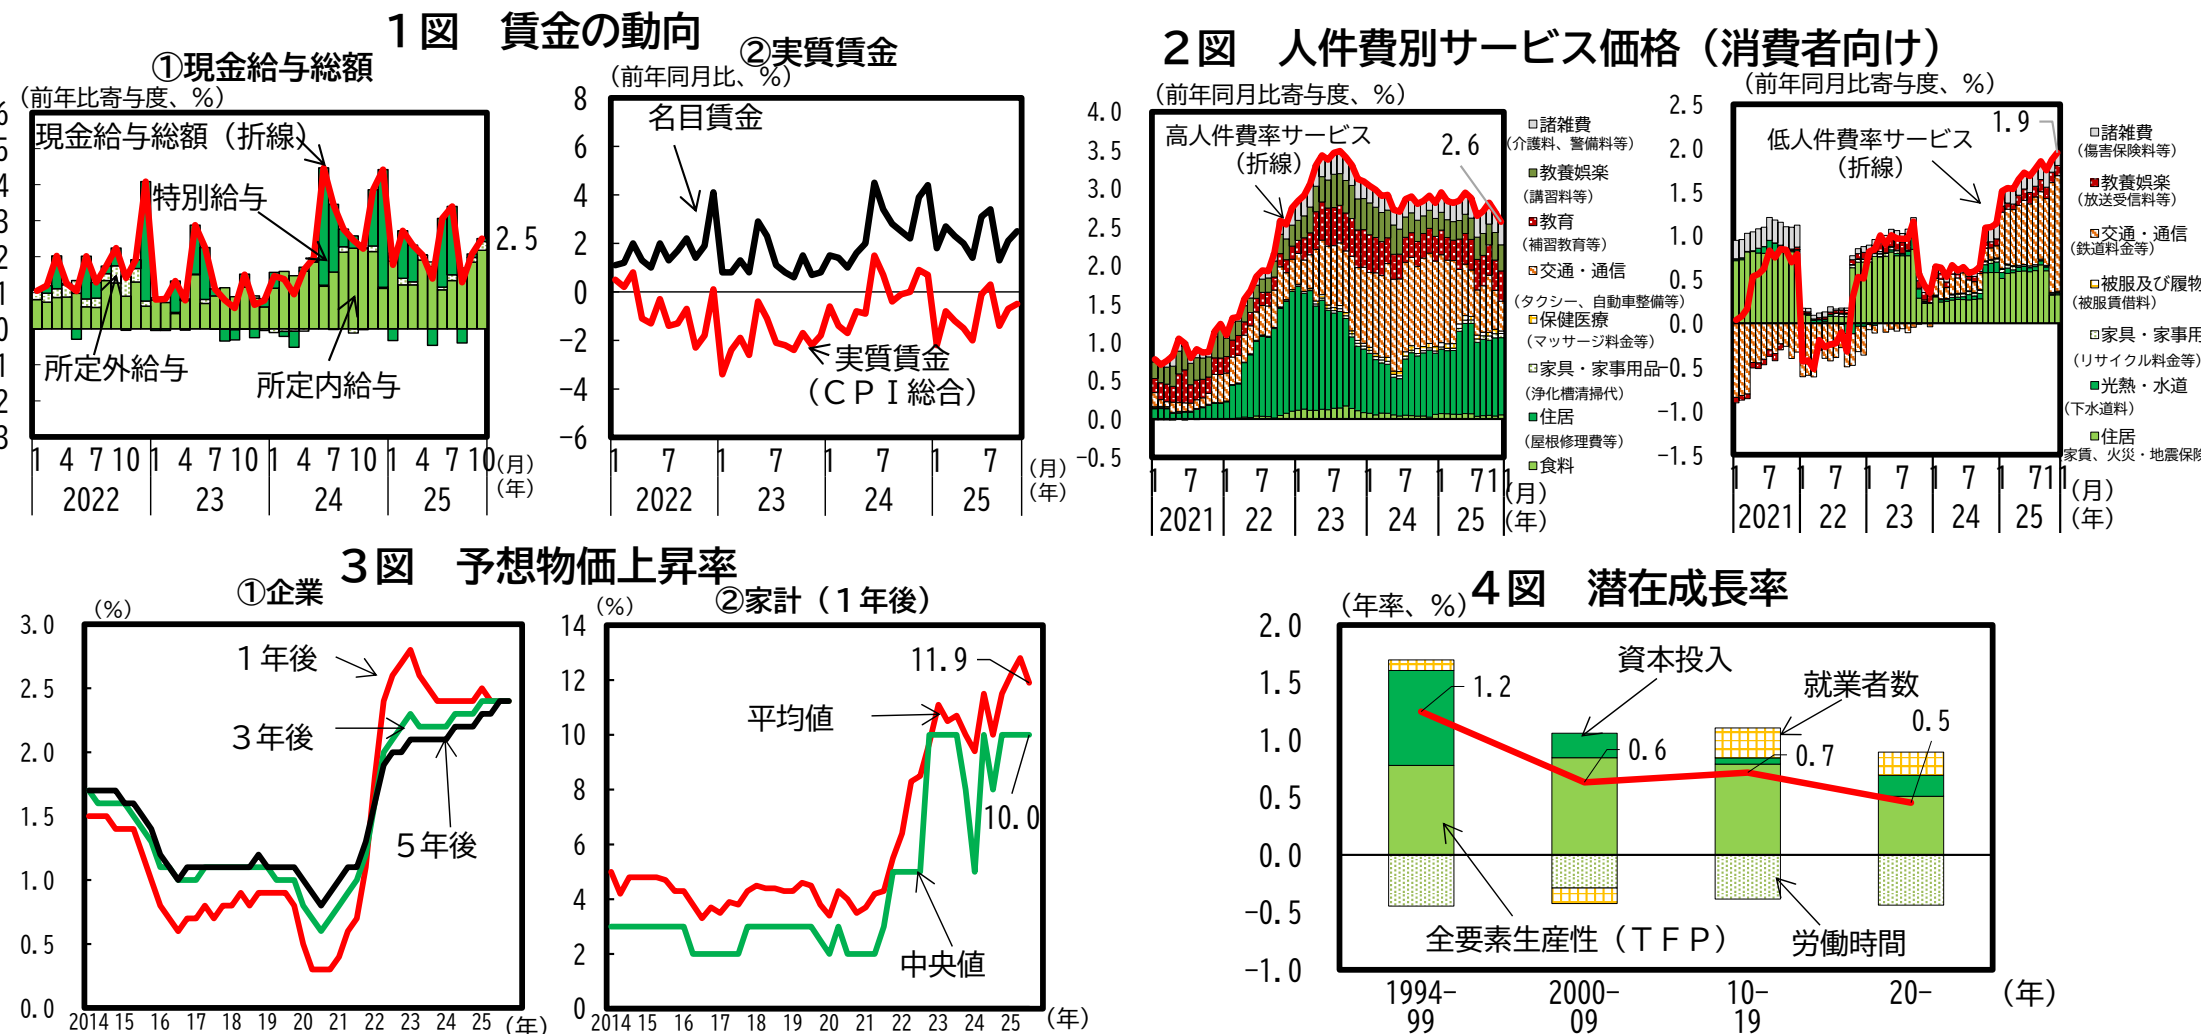 １図　賃金の動向
①現金給与総額
（前年比寄与度、%）
6
5
4
3
2
1
0
1
2
3
現金給与総額（折線）
特別給与
2.5
所定外給与
所定内給与
1 4 7 10 1 4 7 10 1 4 7 10 1 4 7 10（月）
2022 23 24 25（年）
②実質賃金
（前年同月比、%）
8
6
4
2
0
−2
−4
−6
名目賃金
実質賃金
（ＣＰＩ総合）
1 7 1 7 1 7 1 7（月）
2022 23 24 25（年）
２図　人件費別サービス価格（消費者向け）
（前年同月比寄与度、%）
4.0
3.5
3.0
2.5
2.0
1.5
1.0
0.5
0.0
−0.5
高人件費率サービス
（折線）
2.6
諸雑費
（介護料、警備料等）
教養娯楽
（講習料等）
教育
（補習教育等）
交通・通信
（タクシー、自動車整備等）
保健医療
（マッサージ料金等）
家具・家事用品
（浄化槽清掃代）
住居
（屋根修理費等）
食料
1 7 1 7 1 7 1 7 1 7 11（月）
2021 22 23 24 25（年）
（前年同月比寄与度、%）
2.5
2.0
1.5
1.0
0.5
0.0
−0.5
−1.0
−1.5
低人件費率サービス
（折線）
1.9
諸雑費
（傷害保険料等）
教養娯楽
（放送受信料等）
交通・通信
（鉄道料金等）
被服及び履物
（被服賃借料）
家具・家事用
（リサイクル料金等）
光熱・水道
（下水道料）
住居
家賃、火災・地震保険
1 7 1 7 1 7 1 7 1 7 11（月）
2021 22 23 24 25（年）
３図　予想物価上昇率
①企業
（%）
3.0
2.5
2.0
1.5
1.0
0.5
0.0
１年後
３年後
５年後
2014 15 16 17 18 19 20 21 22 23 24 25（年）
②家計（１年後）
（%）
14
12
10
8
6
4
2
0
11.9
平均値
10.0
中央値
2014 15 16 17 18 19 20 21 22 23 24 25（年）
４図　潜在成長率
（年率、%）
2.0
1.5
1.0
0.5
0.0
−0.5
−1.0
資本投入
就業者数
1.2
0.6
0.7
0.5
全要素生産性（ＴＦＰ）
労働時間
1994− 2000− 10− 20−（年）
99 09 19